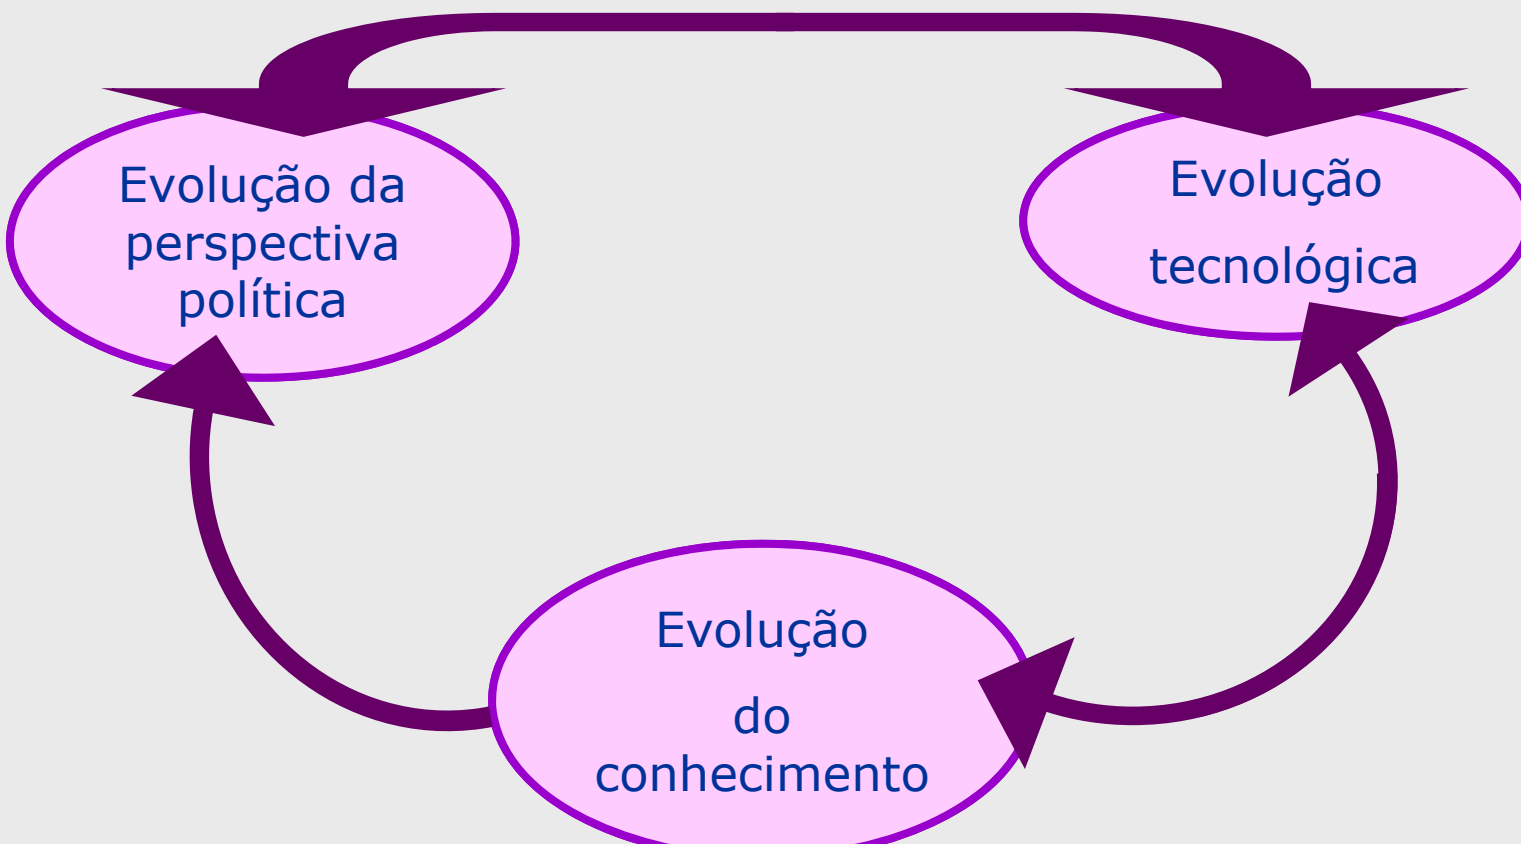 Evolução da
perspectiva
política
Evolução
tecnológica
Evolução
do
conhecimento